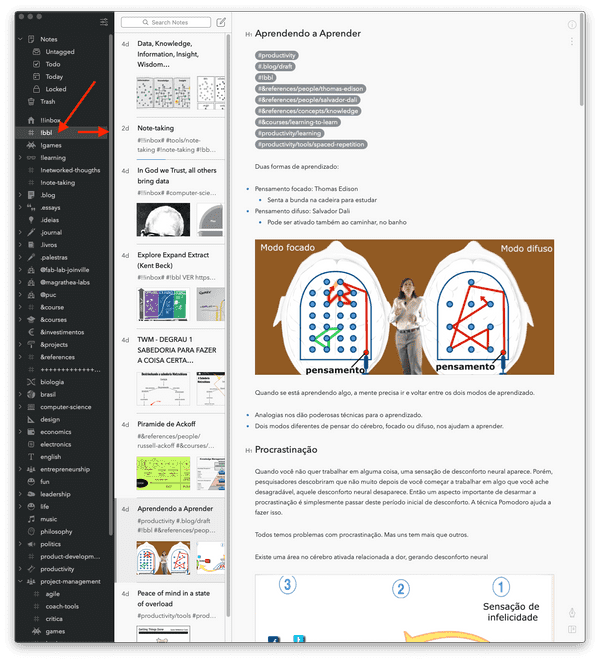 Notes
Untagged
Todo
Today
Locked
Trash
!!inbox
!bbl
!games
!learning
!networked-thougths
!note-taking
.blog
.essays
.ideias
.journal
.livros
.palestras
@fab-lab-joinville
@magrathea-labs
@puc
&course
&courses
&investimentos
&projects
&references
++++++++++++++…
biologia
brasil
computer-science
design
economics
electronics
english
entrepreneurship
fun
leadership
life
music
philosophy
politics
product-developm…
productivity
project-management
agile
coach-tools
critica
games
Search Notes
4d Data, Knowledge,
Information, Insight,
Wisdom…
2d Note-taking
#!!inbox# #tools/note-
taking #!note-taking #!bb…
4d In God we Trust, all others
bring data
#!!inbox# #computer-scie…
4d Explore Expand Extract
(Kent Beck)
#!!inbox# #!bbl VER https…
4d TWM - DEGRAU 1
SABEDORIA PARA FAZER
A COISA CERTA…
4d Piramide de Ackoff
#&references/people/
russell-ackoff #&courses/…
4d Aprendendo a Aprender
#productivity #.blog/draft
#!bbl #&references/peop…
4d Peace of mind in a state
of overload
#productivity/tools #prod…
H1 Aprendendo a Aprender
#productivity
#.blog/draft
#!bbl
#&references/people/thomas-edison
#&references/people/salvador-dali
#&references/concepts/knowledge
#&courses/learning-to-learn
#productivity/learning
#productivity/tools/spaced-repetition
Duas formas de aprendizado:
Pensamento focado: Thomas Edison
Senta a bunda na cadeira para estudar
Pensamento difuso: Salvador Dali
Pode ser ativado também ao caminhar, no banho
Modo focado
Modo difuso
pensamento
pensamento
Quando se está aprendendo algo, a mente precisa ir e voltar entre os dois modos de aprendizado.
Analogias nos dão poderosas técnicas para o aprendizado.
Dois modos diferentes de pensar do cérebro, focado ou difuso, nos ajudam a aprender.
H1 Procrastinação
Quando você não quer trabalhar em alguma coisa, uma sensação de desconforto neural aparece. Porém,
pesquisadores descobriram que não muito depois de você começar a trabalhar em algo que você ache
desagradável, aquele desconforto neural desaparece. Então um aspecto importante de desarmar a
procrastinação é simplesmente passar deste período inicial de desconforto. A técnica Pomodoro ajuda a
fazer isso.
Todos temos problemas com procrastinação. Mas uns tem mais que outros.
Existe uma área no cérebro ativada relacionada a dor, gerando desconforto neural
3
2
1
Sensação de
infelicidade